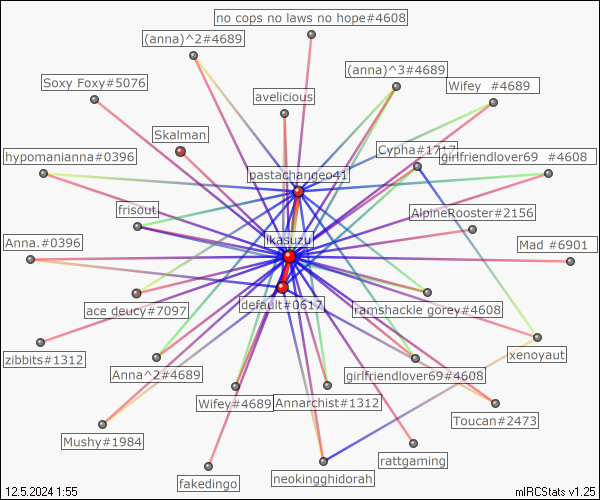 no cops no laws no hope#4608
(anna)^2#4689
(anna)^3#4689
Soxy Foxy#5076
Wifey #4689
avelicious
Skalman
Cypha#1717
hypomanianna#0396
girlfriendlover69 #4608
pastachangeo41
frisout
AlpineRooster#2156
ikasuzu
Anna.#0396
Mad #6901
default#0617
ace deucy#7097
ramshackle gorey#4608
zibbits#1312
xenoyaut
Anna^2#4689
girlfriendlover69#4608
Wifey#4689
Annarchist#1312
Toucan#2473
Mushy#1984
rattgaming
fakedingo
neokingghidorah
12.5.2024 1:55
mIRCStats v1.25